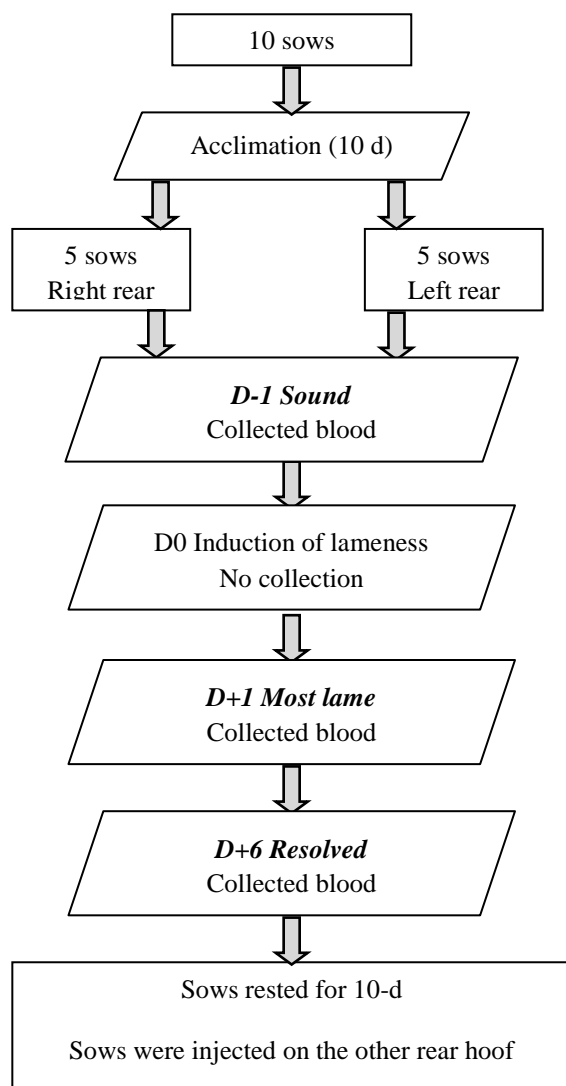 10 sows
Acclimation (10 d)
5 sows
Right rear
5 sows
Left rear
D-1 Sound
Collected blood
D0 Induction of lameness
No collection
D+1 Most lame
Collected blood
D+6 Resolved
Collected blood
Sows rested for 10-d
Sows were injected on the other rear hoof